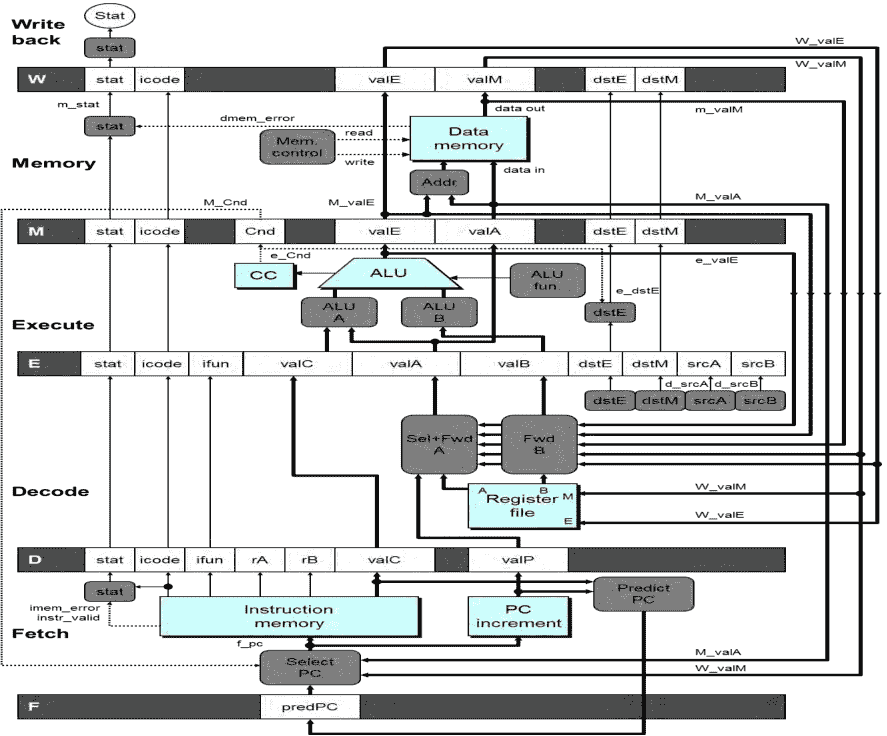 Stat
Write back
stat
W_valE
W_valM
W stat icode valE valM dstE dstM
m_stat
data out
m_valM
dmem_error
stat
read
Mem. control
write
Data memory
Memory
data in
Addr
M_Cnd
M_valE
M_valA
M stat icode Cnd valE valA dstE dstM
e_Cnd
e_valE
CC
ALU
ALU fun.
e_dstE
ALU A
ALU B
dstE
Execute
E stat icode ifun valC valA valB dstE dstM srcA srcB
d_srcA d_srcB
dstE dstM srcA srcB
Sel+Fwd A
Fwd B
Decode
W_valM
A B M
Register file
E
W_valE
D stat icode ifun rA rB valC valP
stat
Predict PC
imem_error
instr_valid
Instruction memory
PC increment
Fetch
f_pc
M_valA
Select PC
W_valM
F predPC